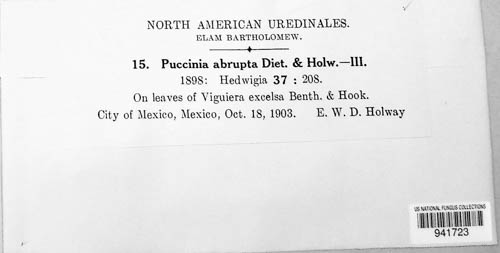 NORTH AMERICAN UREDINALES.
ELAM BARTHOLOMEW.
15. Puccinia abrupta Diet. & Holw.—III.
1898: Hedwigia 37 : 208.
On leaves of Viguiera excelsa Benth. & Hook.
City of Mexico, Mexico, Oct. 18, 1903. E. W. D. Holway
US NATIONAL FUNGUS COLLECTIONS
941723